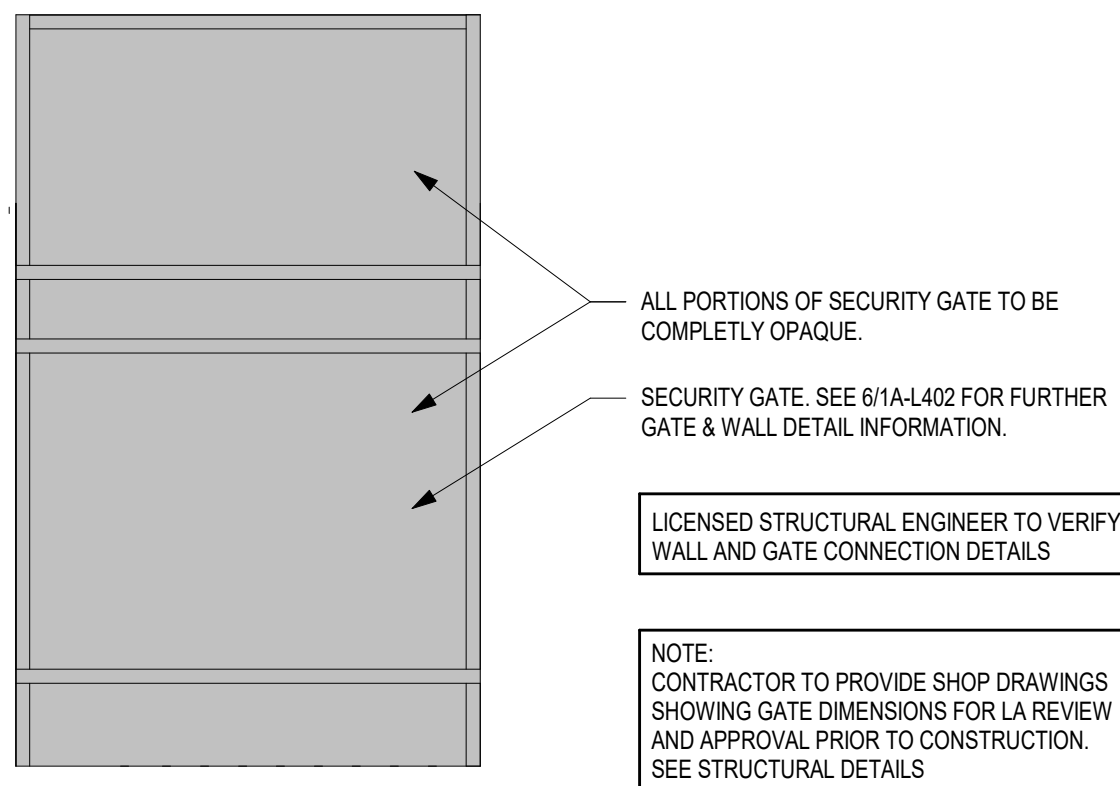 ALL PORTIONS OF SECURITY GATE TO BE
COMPLETLY OPAQUE.
SECURITY GATE. SEE 6/1A-L402 FOR FURTHER
GATE & WALL DETAIL INFORMATION.
LICENSED STRUCTURAL ENGINEER TO VERIFY
WALL AND GATE CONNECTION DETAILS
NOTE:
CONTRACTOR TO PROVIDE SHOP DRAWINGS
SHOWING GATE DIMENSIONS FOR LA REVIEW
AND APPROVAL PRIOR TO CONSTRUCTION.
SEE STRUCTURAL DETAILS